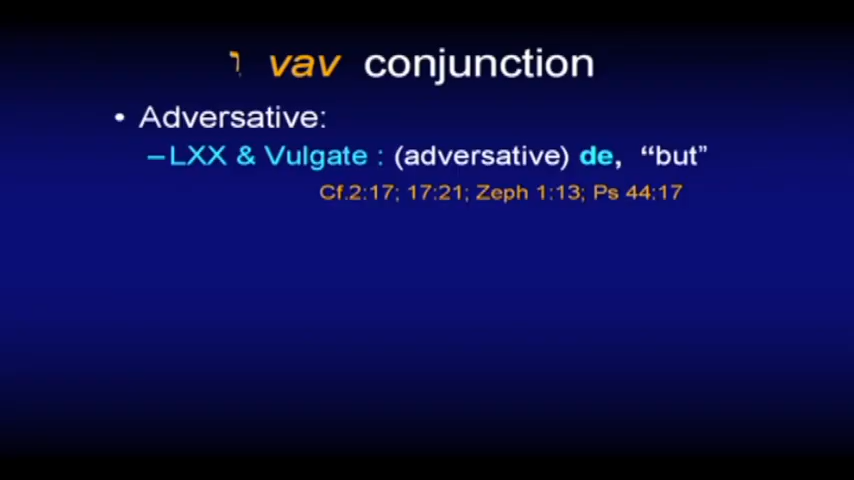 ו vav conjunction
• Adversative:
–LXX & Vulgate : (adversative) de, “but”
Cf.2:17; 17:21; Zeph 1:13; Ps 44:17